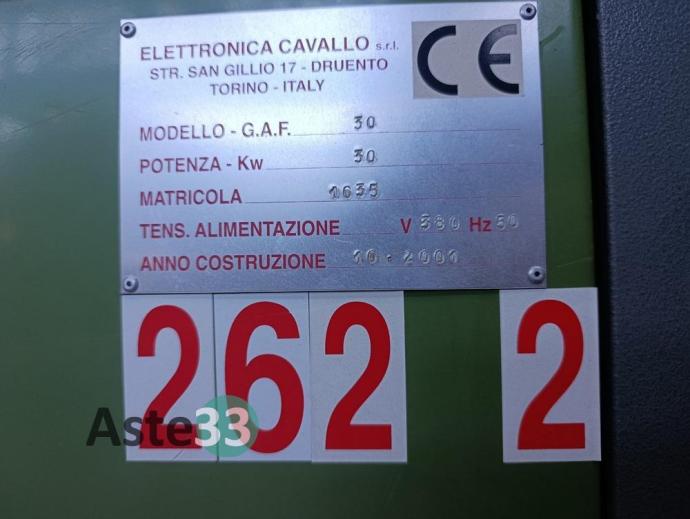 ELETTRONICA CAVALLO s.r.l.
STR. SAN GILLIO 17 - DRUENTO
TORINO - ITALY
CE
MODELLO - G.A.F. 30
POTENZA - Kw 30
MATRICOLA 1635
TENS. ALIMENTAZIONE V 380 Hz 50
ANNO COSTRUZIONE 10-2001
262 2
Aste33